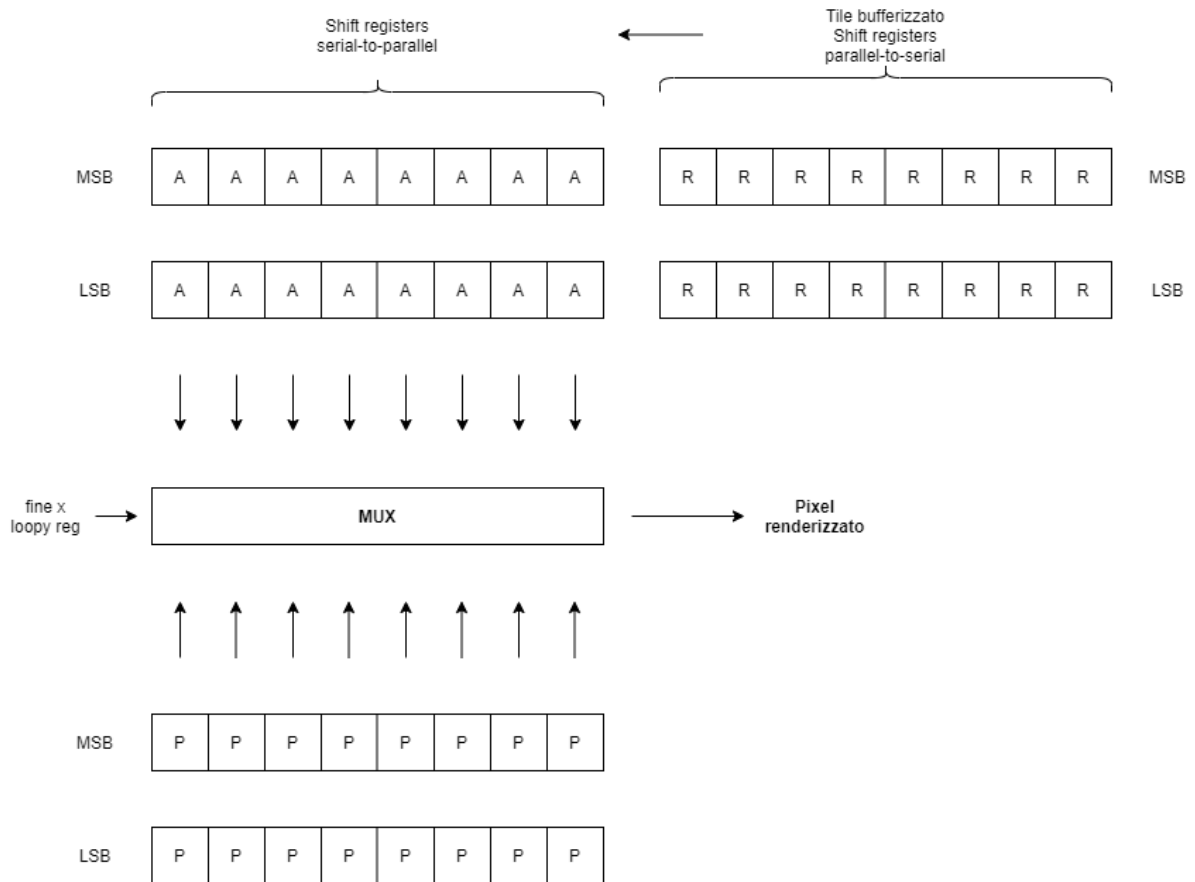 Shift registers
serial-to-parallel
Tile bufferizzato
Shift registers
parallel-to-serial
MSB A A A A A A A A R R R R R R R R MSB
LSB A A A A A A A A R R R R R R R R LSB
fine x
loopy reg
MUX
Pixel
renderizzato
MSB P P P P P P P P
LSB P P P P P P P P